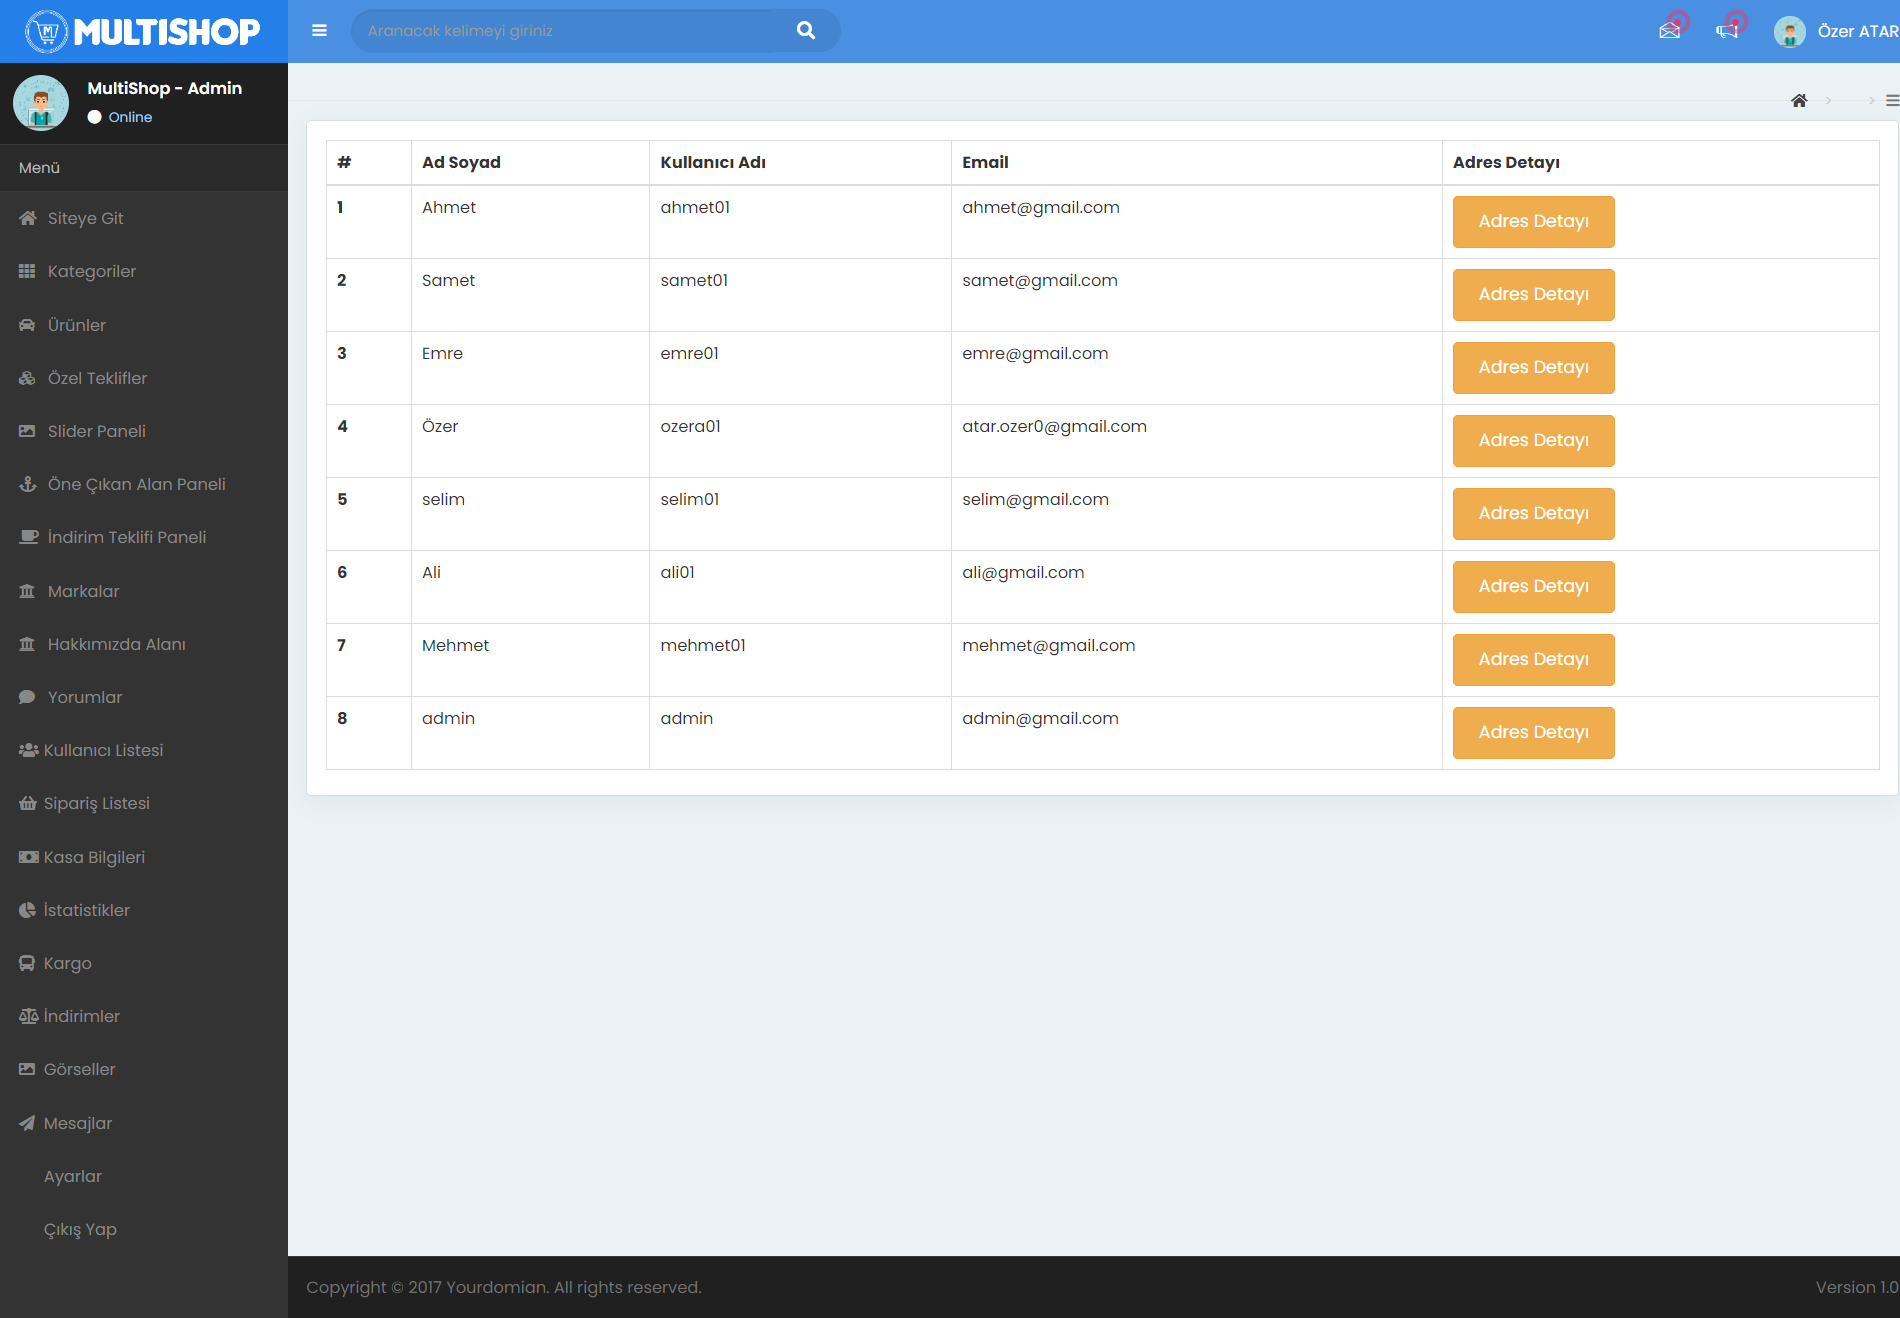 MULTISHOP
Aranacak kelimeyi giriniz
Özer ATAR
MultiShop - Admin
Online
Menü
Siteye Git
Kategoriler
Ürünler
Özel Teklifler
Slider Paneli
Öne Çıkan Alan Paneli
İndirim Teklifi Paneli
Markalar
Hakkımızda Alanı
Yorumlar
Kullanıcı Listesi
Sipariş Listesi
Kasa Bilgileri
İstatistikler
Kargo
İndirimler
Görseller
Mesajlar
Ayarlar
Çıkış Yap
# Ad Soyad Kullanıcı Adı Email Adres Detayı
1 Ahmet ahmet01 ahmet@gmail.com Adres Detayı
2 Samet samet01 samet@gmail.com Adres Detayı
3 Emre emre01 emre@gmail.com Adres Detayı
4 Özer ozera01 atar.ozer0@gmail.com Adres Detayı
5 selim selim01 selim@gmail.com Adres Detayı
6 Ali ali01 ali@gmail.com Adres Detayı
7 Mehmet mehmet01 mehmet@gmail.com Adres Detayı
8 admin admin admin@gmail.com Adres Detayı
Copyright © 2017 Yourdomian. All rights reserved.
Version 1.0